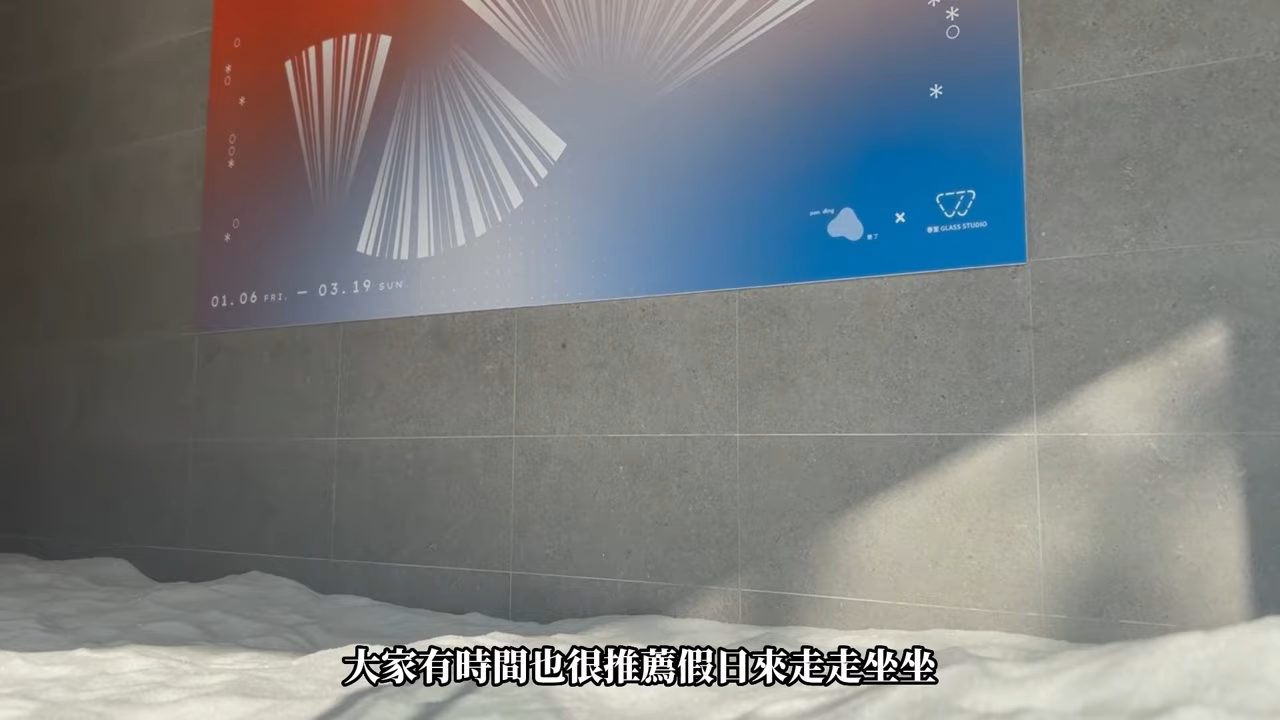 01.06 FRI. — 03.19 SUN.
×
GLASS STUDIO
大家有時間也很推薦假日來走走坐坐